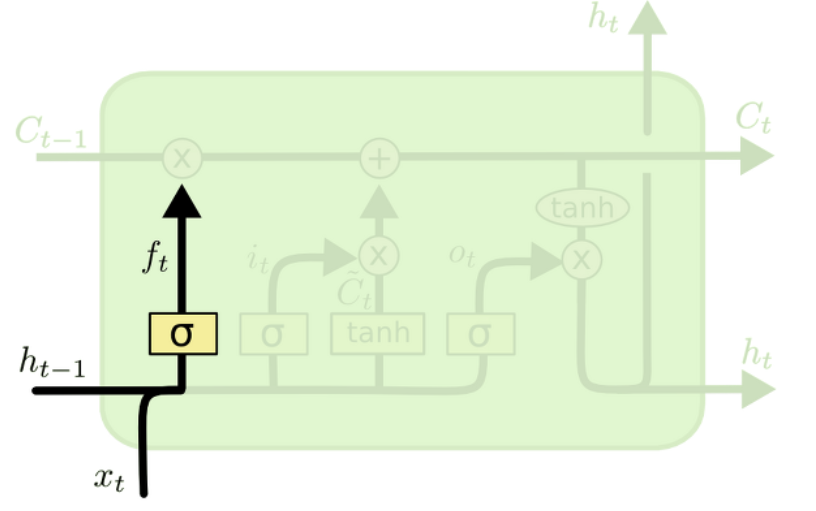 h_t
C_{t-1}
C_t
x
+
tanh
f_t
i_t
x
o_t
x
C̃_t
σ
σ
tanh
σ
h_{t-1}
h_t
x_t